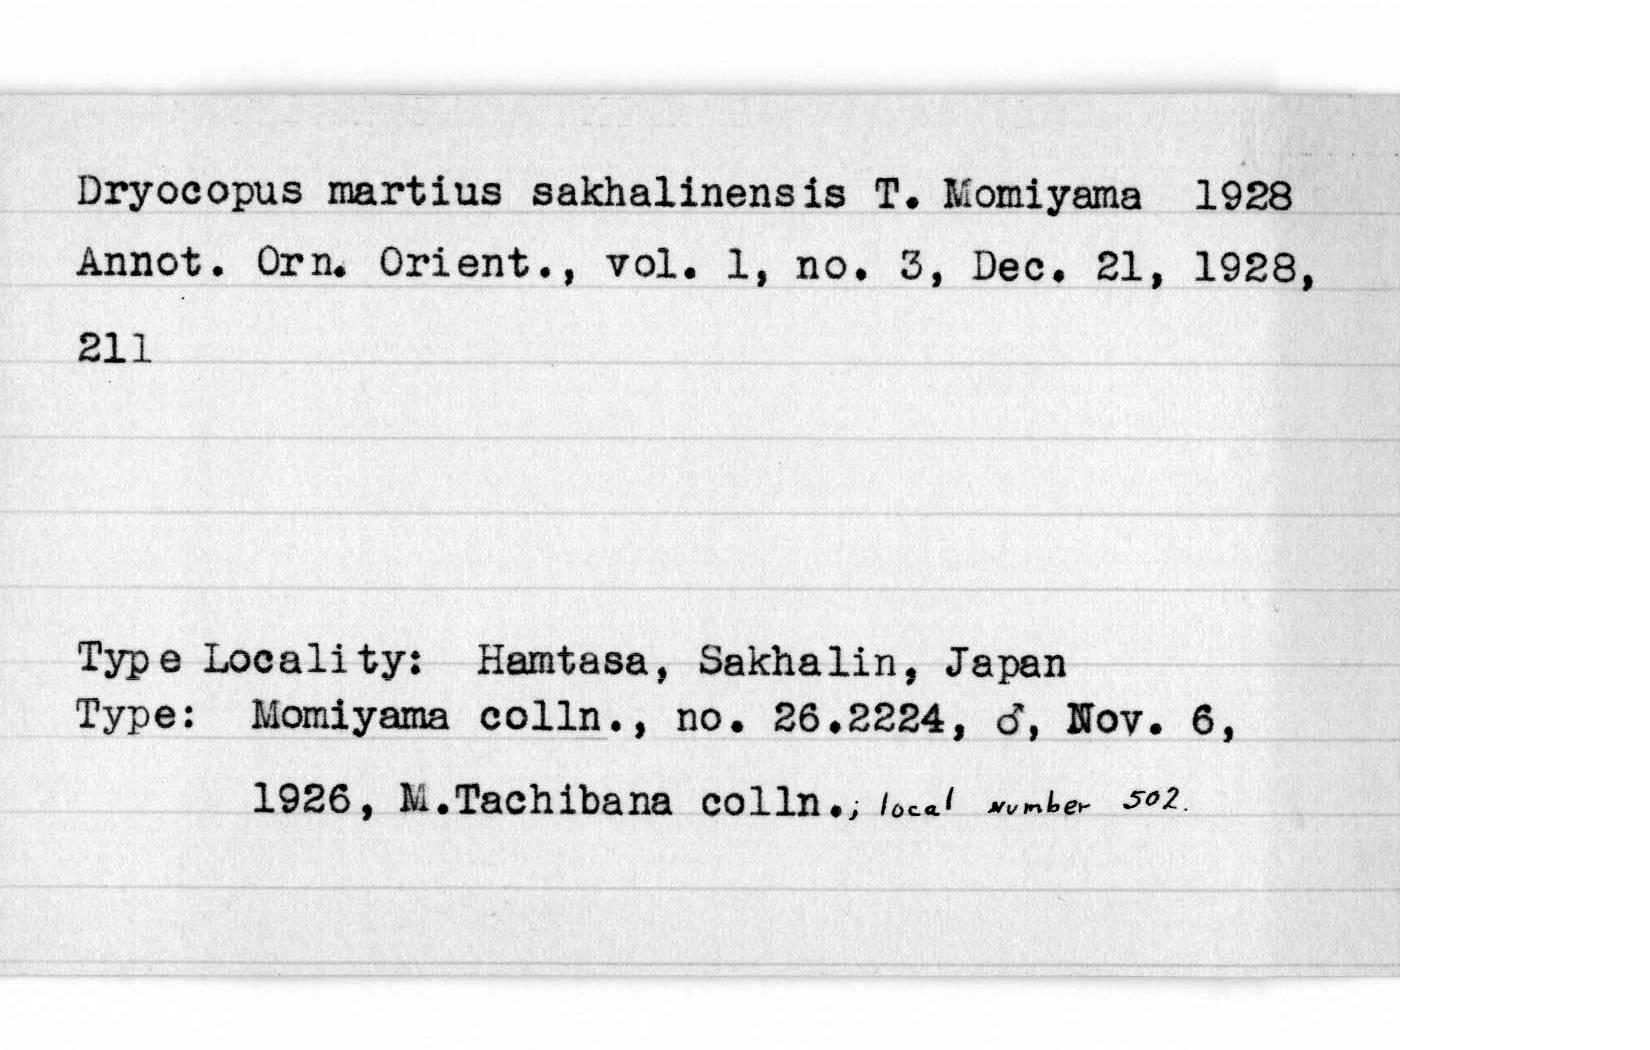 Dryocopus martius sakhalinensis T. Momiyama 1928
Annot. Orn. Orient., vol. 1, no. 3, Dec. 21, 1928,
211
Type Locality: Hamtasa, Sakhalin, Japan
Type: Momiyama colln., no. 26.2224, ♂, Nov. 6,
1926, M.Tachibana colln.; local number 502.